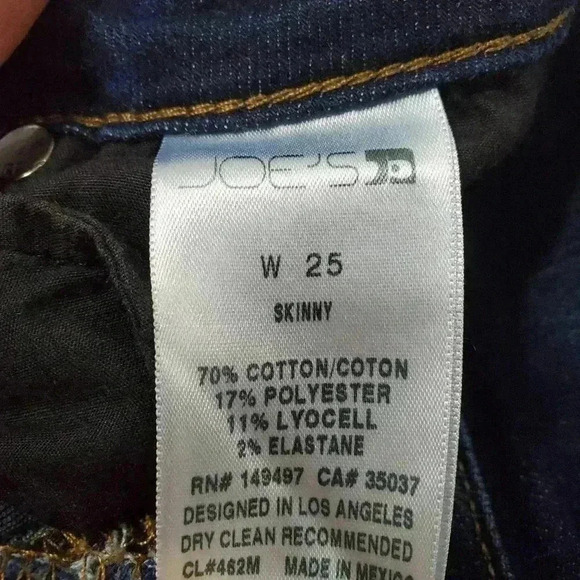 JOE'S
W 25
SKINNY
70% COTTON/COTON
17% POLYESTER
11% LYOCELL
2% ELASTANE
RN# 149497 CA# 35037
DESIGNED IN LOS ANGELES
DRY CLEAN RECOMMENDED
CL#462M MADE IN MEXICO